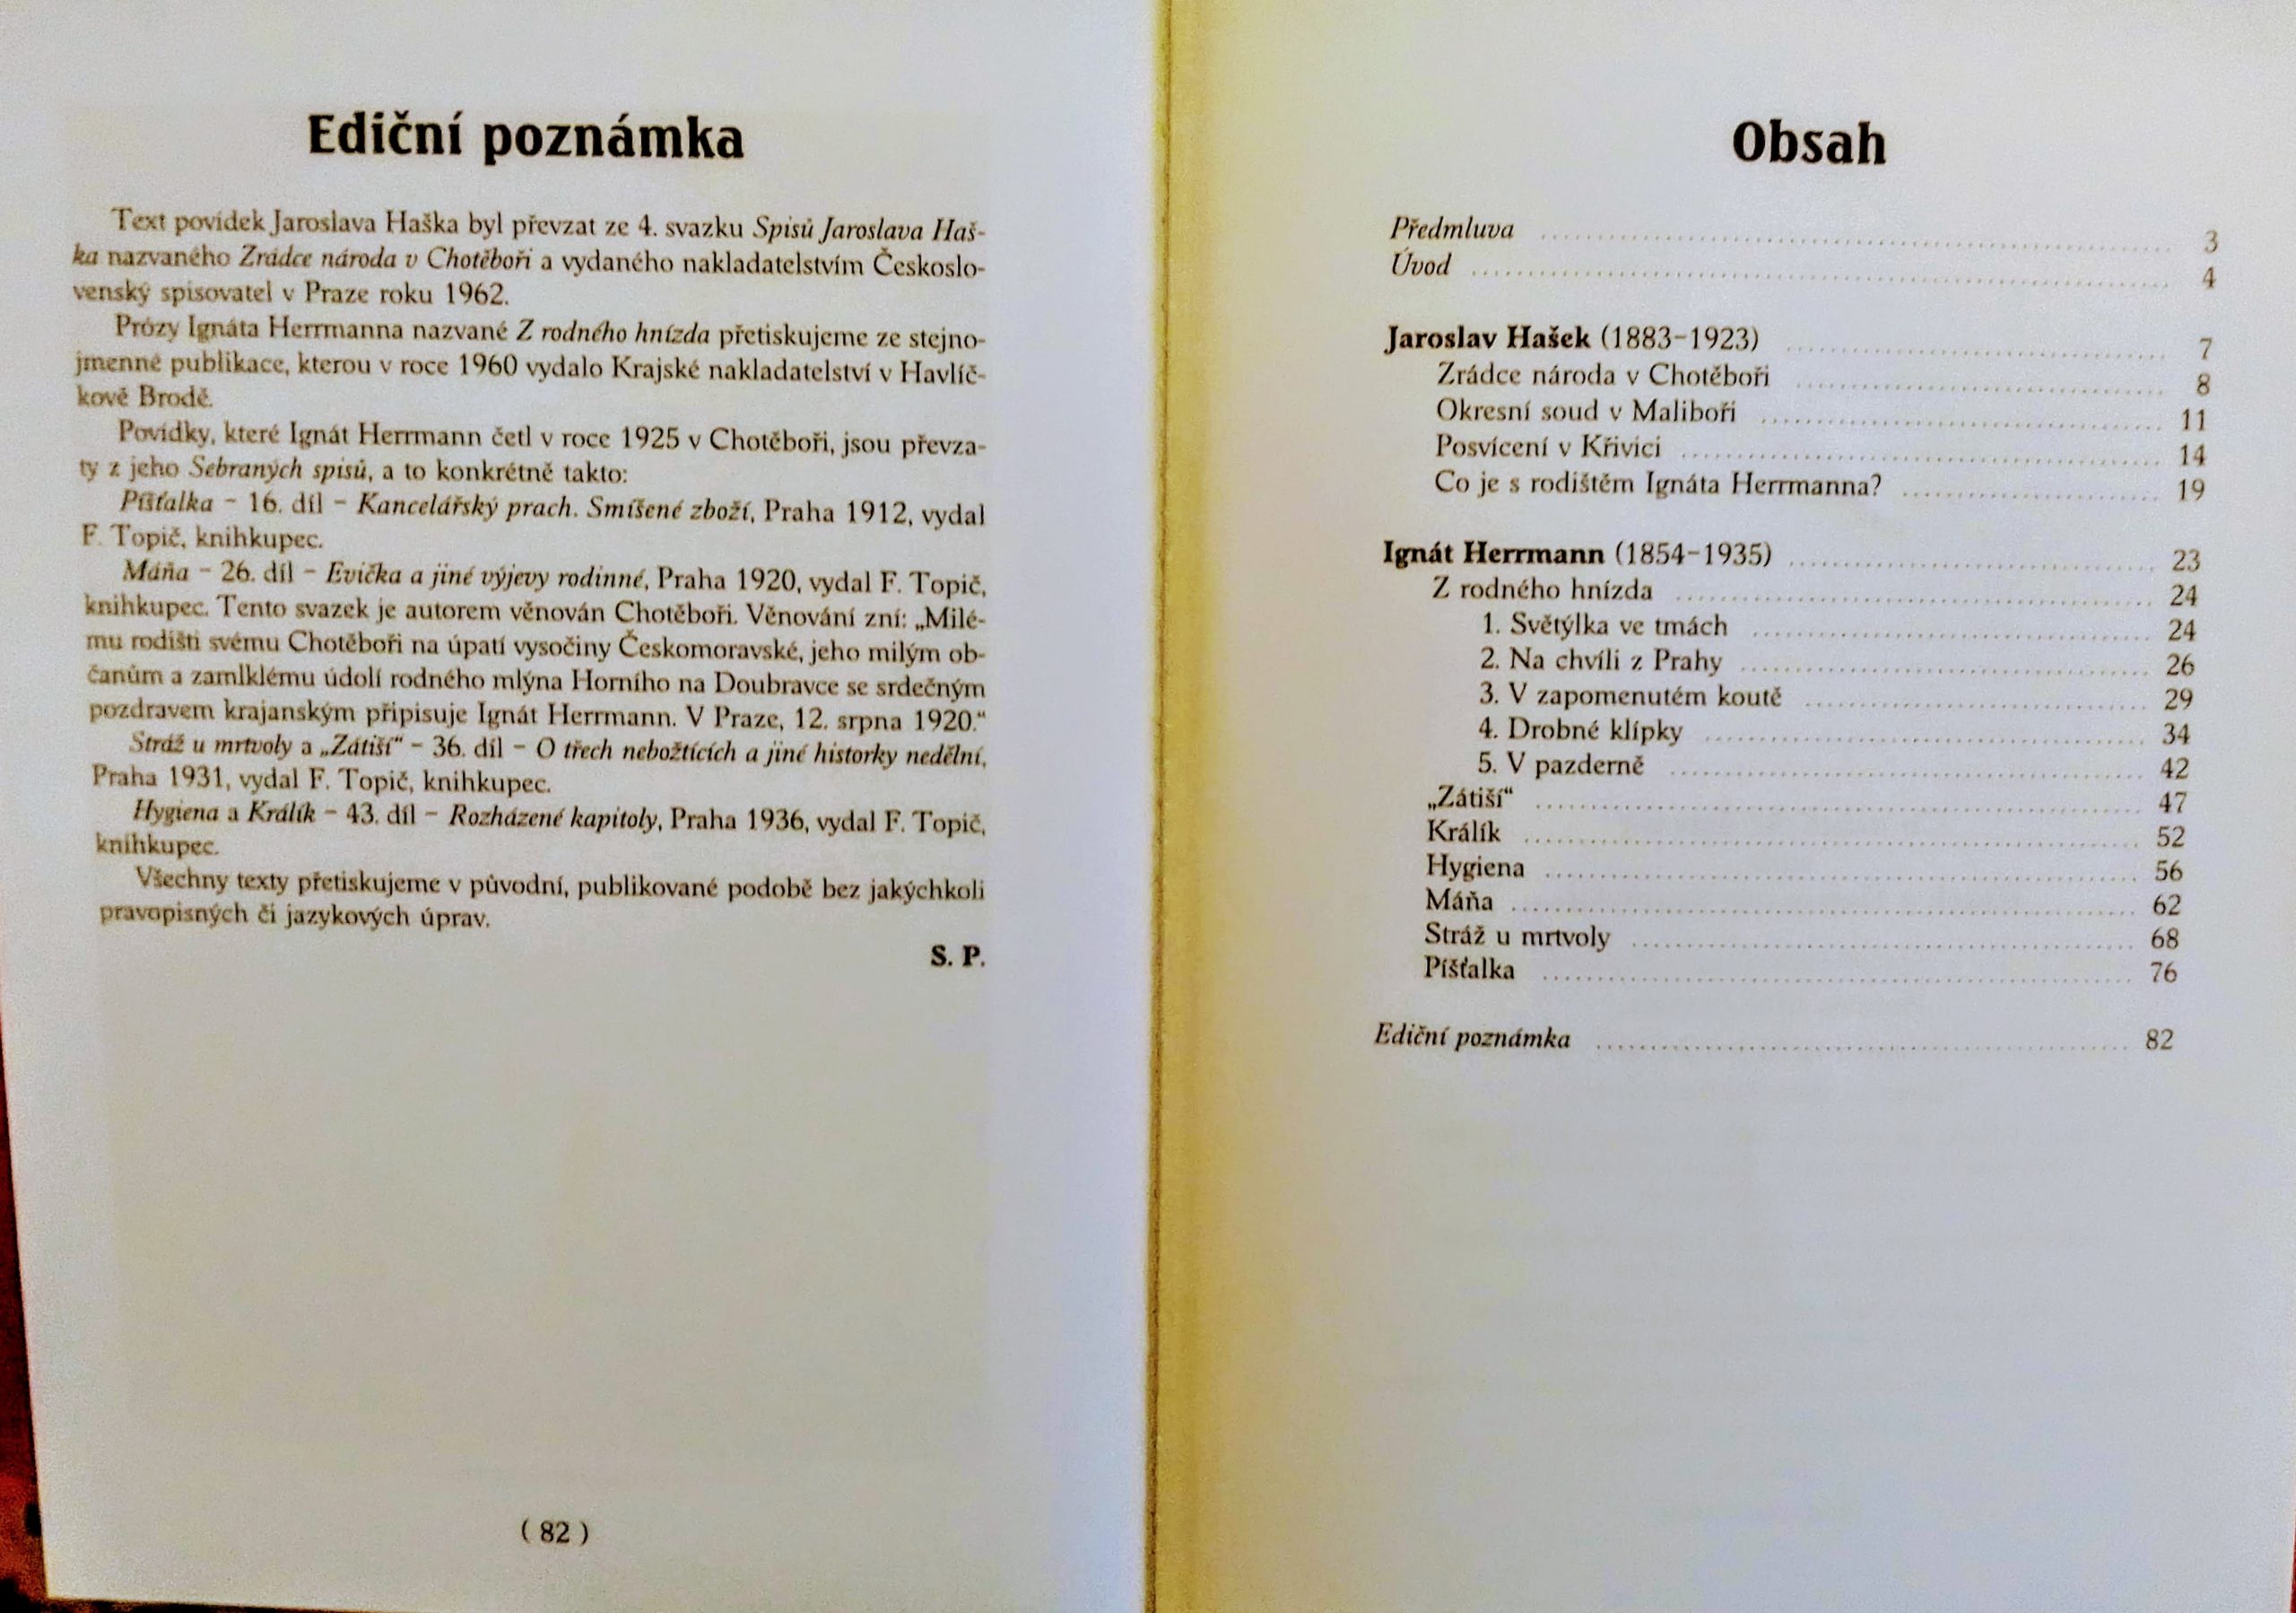 Ediční poznámka
Text povídek Jaroslava Haška byl převzat ze 4. svazku Spisů Jaroslava Haš-
ka nazvaného Zrádce národa v Chotěboři a vydaného nakladatelstvím Českoslo-
venský spisovatel v Praze roku 1962.
Prózy Ignáta Herrmanna nazvané Z rodného hnízda přetiskujeme ze stejno-
jmenné publikace, kterou v roce 1960 vydalo Krajské nakladatelství v Havlíč-
kově Brodě.
Povídky, které Ignát Herrmann četl v roce 1925 v Chotěboři, jsou převza-
ty z jeho Sebraných spisů, a to konkrétně takto:
Píšťalka – 16. díl – Kancelářský prach. Smíšené zboží, Praha 1912, vydal
F. Topič, knihkupec.
Máňa – 26. díl – Evička a jiné výjevy rodinné, Praha 1920, vydal F. Topič,
knihkupec. Tento svazek je autorem věnován Chotěboři. Věnování zní: „Milé-
mu rodišti svému Chotěboři na úpatí vysočiny Českomoravské, jeho milým ob-
čanům a zamlklému údolí rodného mlýna Horního na Doubravce se srdečným
pozdravem krajanským připisuje Ignát Herrmann. V Praze, 12. srpna 1920.“
Stráž u mrtvoly a „Zátiší“ – 36. díl – O třech nebožtících a jiné historky nedělní,
Praha 1931, vydal F. Topič, knihkupec.
Hygiena a Králík – 43. díl – Rozházené kapitoly, Praha 1936, vydal F. Topič,
knihkupec.
Všechny texty přetiskujeme v původní, publikované podobě bez jakýchkoli
pravopisných či jazykových úprav.
S. P.
( 82 )
Obsah
Předmluva 3
Úvod 4
Jaroslav Hašek (1883–1923) 7
Zrádce národa v Chotěboři 8
Okresní soud v Maliboři 11
Posvícení v Křivici 14
Co je s rodištěm Ignáta Herrmanna? 19
Ignát Herrmann (1854–1935) 23
Z rodného hnízda 24
1. Světýlka ve tmách 24
2. Na chvíli z Prahy 26
3. V zapomenutém koutě 29
4. Drobné klípky 34
5. V pazderně 42
„Zátiší“ 47
Králík 52
Hygiena 56
Máňa 62
Stráž u mrtvoly 68
Píšťalka 76
Ediční poznámka 82